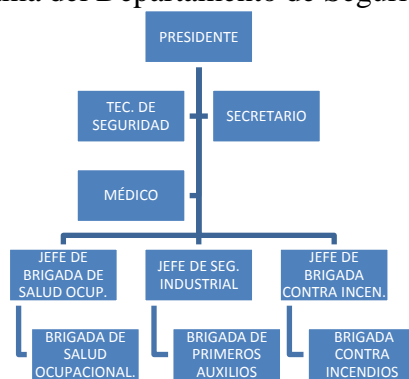 PRESIDENTE
TEC. DE
SEGURIDAD
SECRETARIO
MÉDICO
JEFE DE
BRIGADA DE
SALUD OCUP.
JEFE DE SEG.
INDUSTRIAL
JEFE DE
BRIGADA
CONTRA INCEN.
BRIGADA DE
SALUD
OCUPACIONAL.
BRIGADA DE
PRIMEROS
AUXILIOS
BRIGADA
CONTRA
INCENDIOS